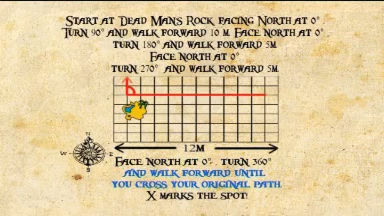 START AT DEAD MANS ROCK FACING NORTH AT 0°
TURN 90° AND WALK FORWARD 10 M. FACE NORTH AT 0°
TURN 180° AND WALK FORWARD 5M.
FACE NORTH AT 0°
TURN 270° AND WALK FORWARD 5M.
12M
N
W E
S
FACE NORTH AT 0°. TURN 360°
AND WALK FORWARD UNTIL
YOU CROSS YOUR ORIGINAL PATH.
X MARKS THE SPOT!